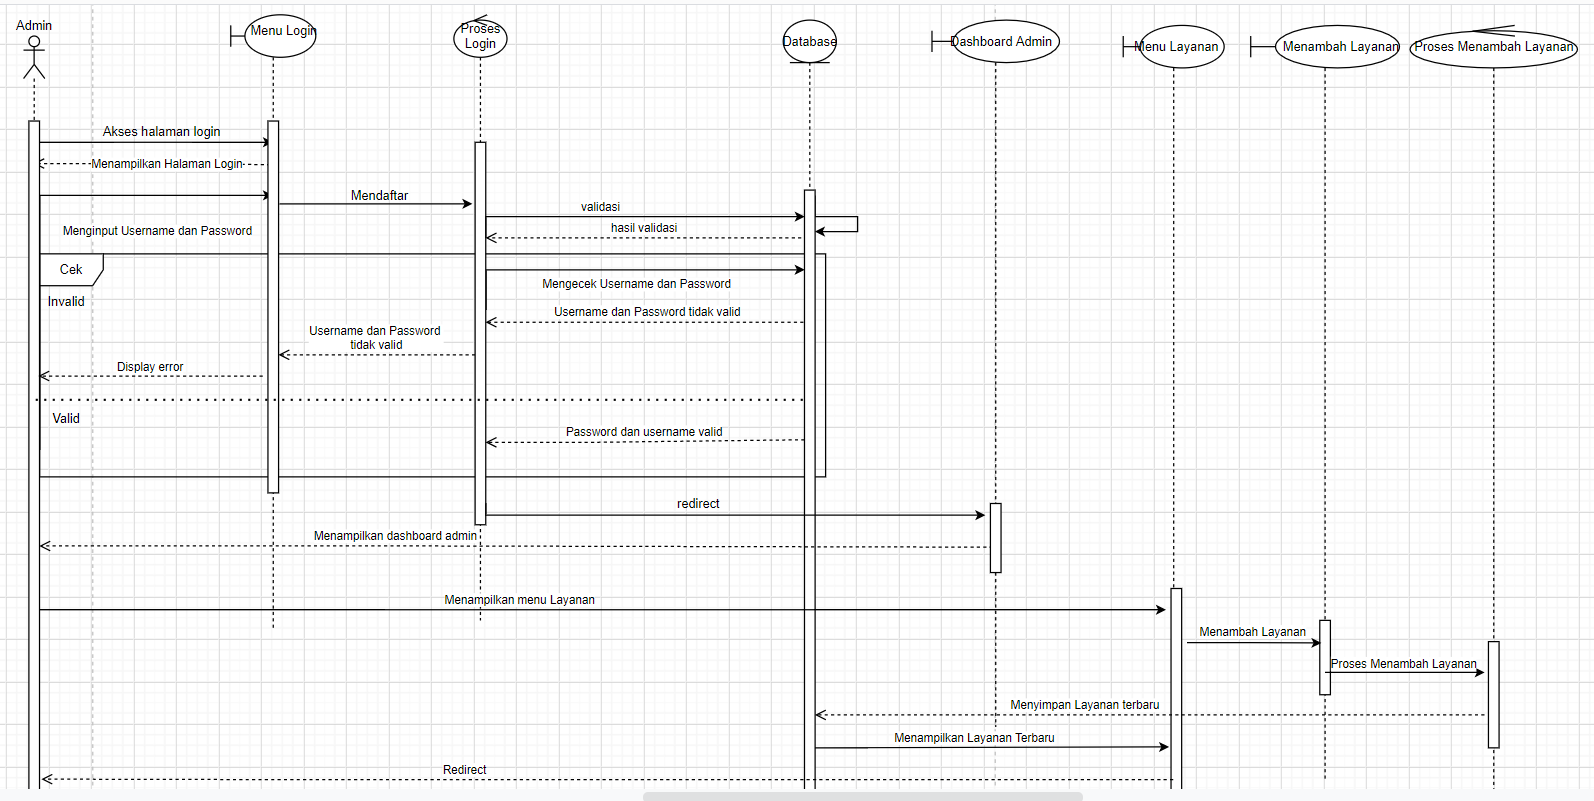 Admin
Menu Login
Proses
Login
Database
Dashboard Admin
Menu Layanan
Menambah Layanan
Proses Menambah Layanan
Akses halaman login
Menampilkan Halaman Login
Mendaftar
Menginput Username dan Password
validasi
hasil validasi
Cek
Mengecek Username dan Password
Invalid
Username dan Password tidak valid
Username dan Password
tidak valid
Display error
Valid
Password dan username valid
redirect
Menampilkan dashboard admin
Menampilkan menu Layanan
Menambah Layanan
Proses Menambah Layanan
Menyimpan Layanan terbaru
Menampilkan Layanan Terbaru
Redirect